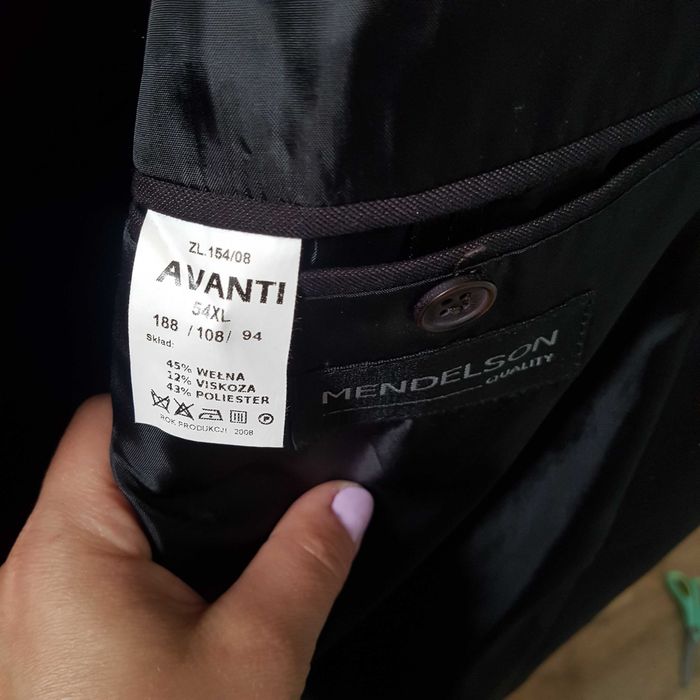 ZL.154/08
AVANTI
54XL
188 /108/ 94
Skład:
45% WEŁNA
12% VISKOZA
43% POLIESTER
P
ROK PRODUKCJI 2008
MENDELSON
QUALITY